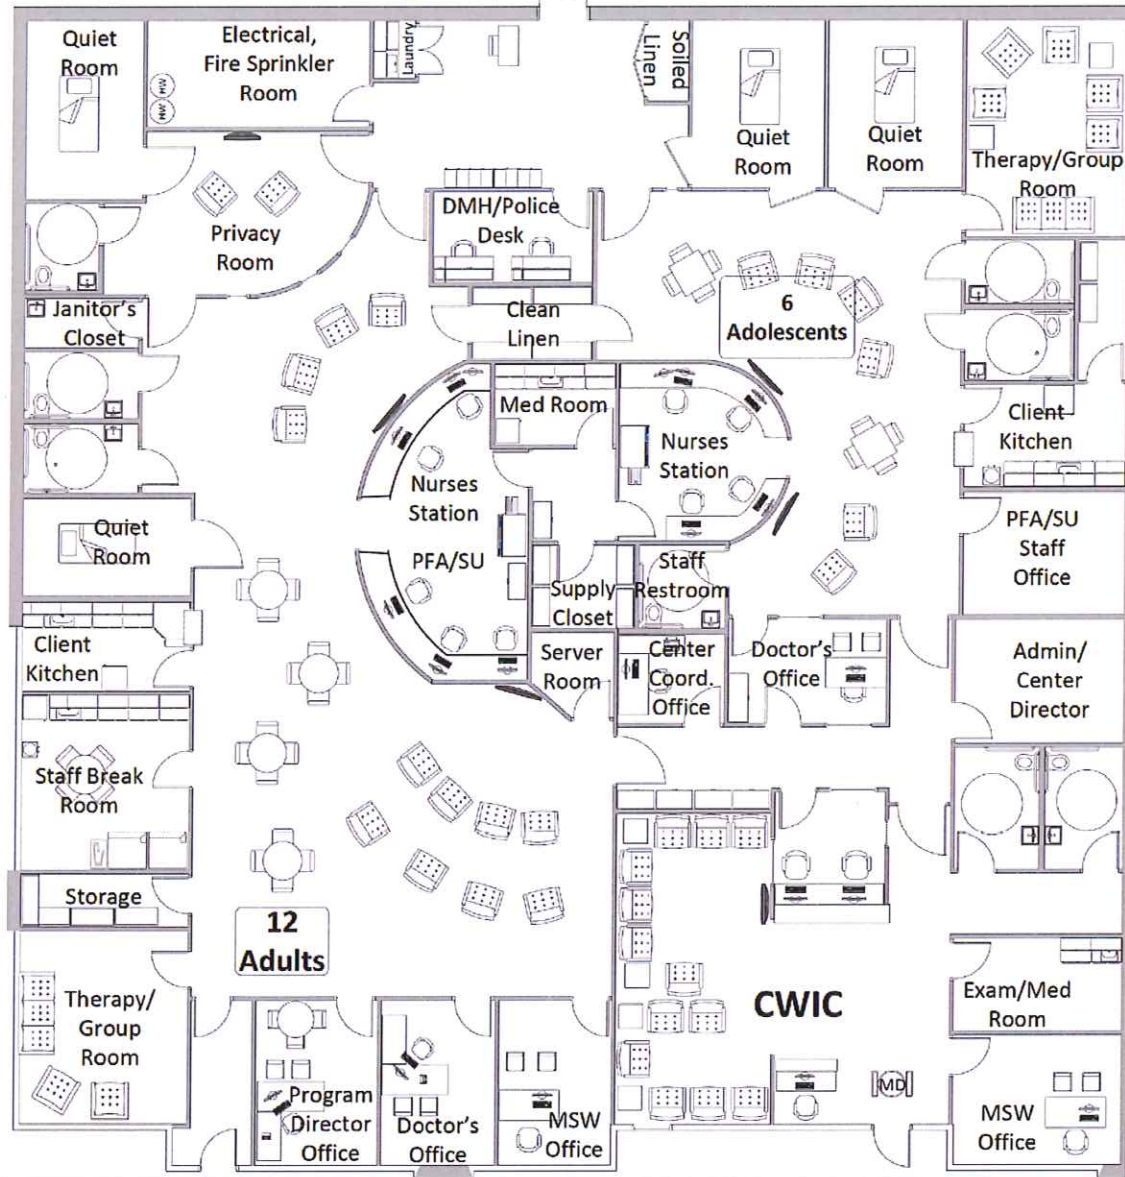 Quiet
Room
Electrical,
Fire Sprinkler
Room
HW
HW
Laundry
Soiled
Linen
Quiet
Room
Quiet
Room
Therapy/Group
Room
Privacy
Room
DMH/Police
Desk
Janitor's
Closet
Clean
Linen
6
Adolescents
Med Room
Nurses
Station
Client
Kitchen
Nurses
Station
PFA/SU
Quiet
Room
PFA/SU
Staff
Office
Supply
Closet
Staff
Restroom
Client
Kitchen
Server
Room
Center
Coord.
Office
Doctor's
Office
Admin/
Center
Director
Staff Break
Room
Storage
12
Adults
Therapy/
Group
Room
CWIC
Exam/Med
Room
MD
Program
Director
Office
Doctor's
Office
MSW
Office
MSW
Office